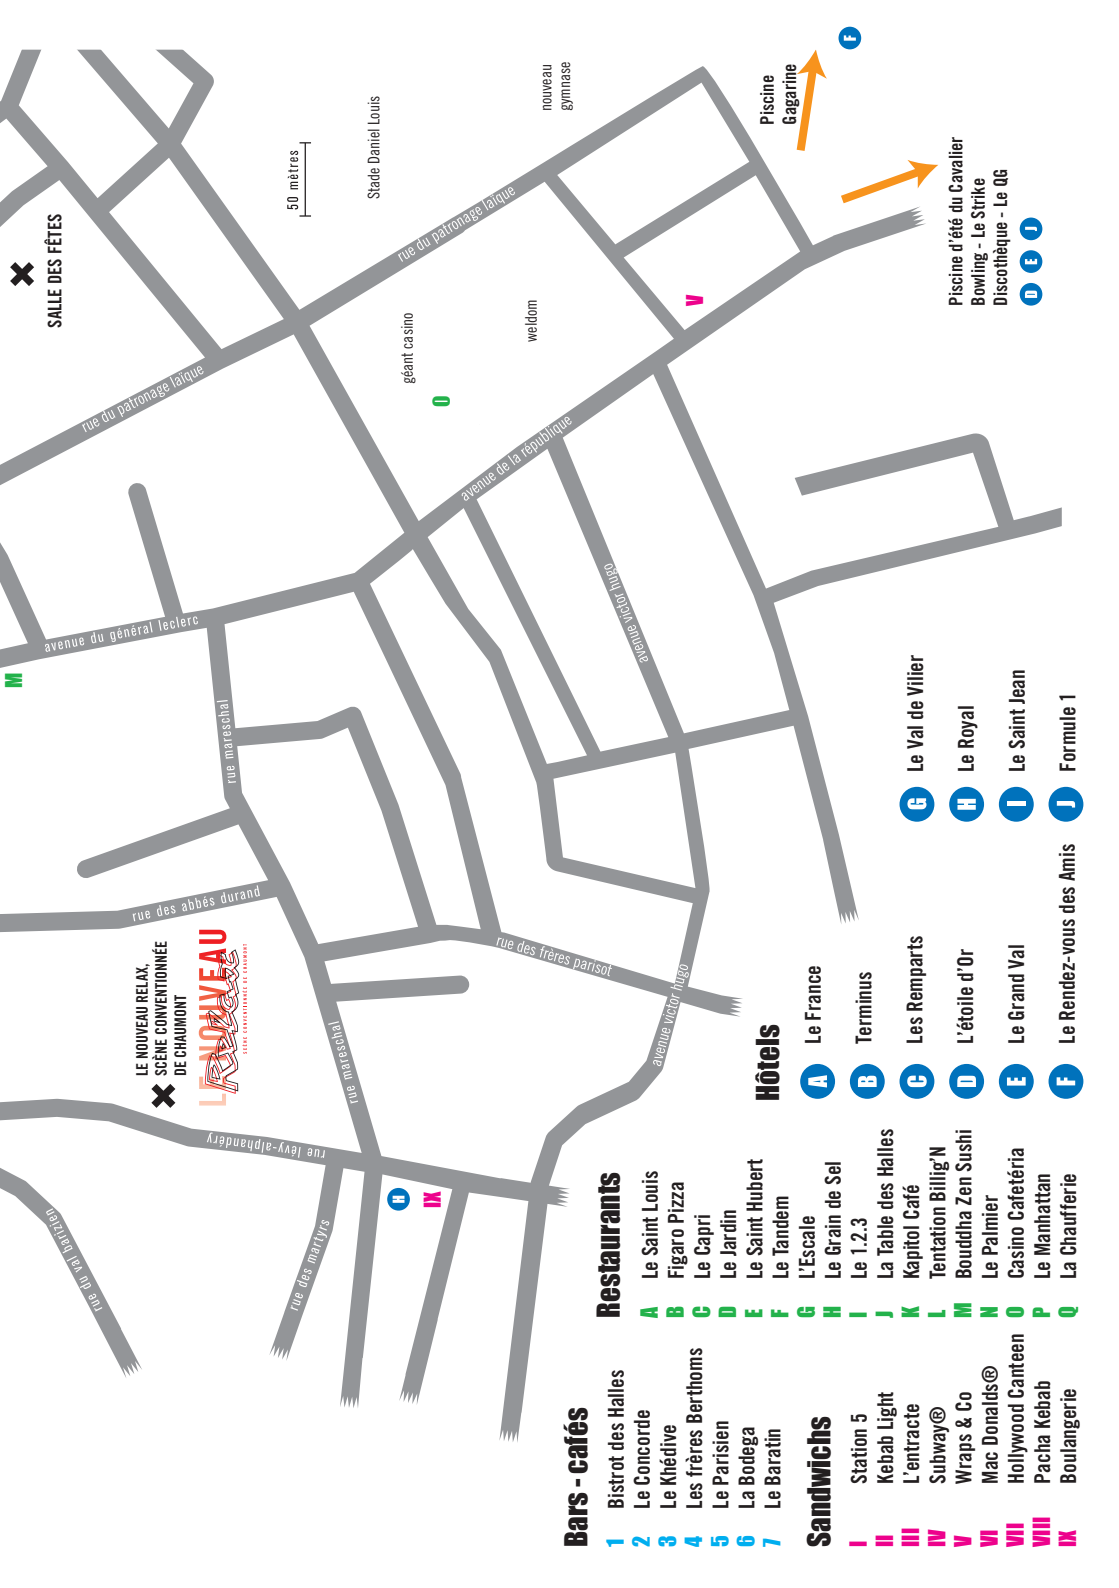 SALLE DES FÊTES
50 mètres
Stade Daniel Louis
nouveau
gymnase
Piscine
Gagarine
F
Piscine d'été du Cavalier
Bowling - Le Strike
Discothèque - Le QG
D E J
rue du patronage laïque
rue du patronage laïque
géant casino
O
weldom
V
avenue de la république
avenue victor hugo
M
avenue du général leclerc
rue mareschal
rue des abbés durand
LE NOUVEAU RELAX,
SCÈNE CONVENTIONNÉE
DE CHAUMONT
LE NOUVEAU
Relax
SCÈNE CONVENTIONNÉE DE CHAUMONT
rue des frères parisot
avenue victor hugo
rue mareschal
rue lévy-alphandéry
rue du val barizien
rue des martyrs
H
IX
Bars - cafés
1 Bistrot des Halles
2 Le Concorde
3 Le Khédive
4 Les frères Berthoms
5 Le Parisien
6 La Bodega
7 Le Baratin
Sandwichs
I Station 5
II Kebab Light
III L'entracte
IV Subway®
V Wraps & Co
VI Mac Donalds®
VII Hollywood Canteen
VIII Pacha Kebab
IX Boulangerie
Restaurants
A Le Saint Louis
B Figaro Pizza
C Le Capri
D Le Jardin
E Le Saint Hubert
F Le Tandem
G L'Escale
H Le Grain de Sel
I Le 1.2.3
J La Table des Halles
K Kapitol Café
L Tentation Billig'N
M Bouddha Zen Sushi
N Le Palmier
O Casino Cafetéria
P Le Manhattan
Q La Chaufferie
Hôtels
A Le France
B Terminus
C Les Remparts
D L'étoile d'Or
E Le Grand Val
F Le Rendez-vous des Amis
G Le Val de Vilier
H Le Royal
I Le Saint Jean
J Formule 1